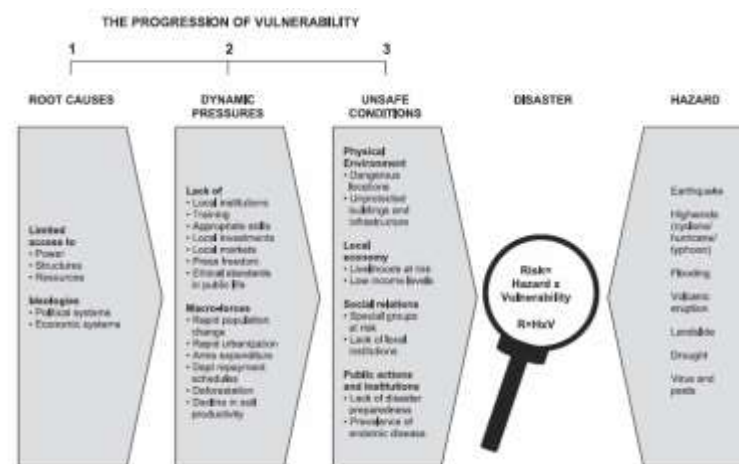 THE PROGRESSION OF VULNERABILITY
1
2
3
ROOT CAUSES
DYNAMIC
PRESSURES
UNSAFE
CONDITIONS
DISASTER
HAZARD
Limited
access to
• Power
• Structures
• Resources
Ideologies
• Political systems
• Economic systems
Lack of
• Local institutions
• Training
• Appropriate skills
• Local investments
• Local markets
• Press freedom
• Ethical standards
in public life
Macro-forces
• Rapid population
change
• Rapid urbanization
• Arms expenditure
• Dept repayment
schedules
• Deforestation
• Decline in soil
productivity
Physical
Environment
• Dangerous
locations
• Unprotected
buildings and
infrastructure
Local
economy
• Livelihoods at risk
• Low income levels
Social relations
• Special groups
at risk
• Lack of local
institutions
Public actions
and institutions
• Lack of disaster
preparedness
• Prevalence of
endemic disease
Risk=
Hazard x
Vulnerability
R=HxV
Earthquake
Highwinds
(cyclone/
hurricane/
typhoon)
Flooding
Volcanic
eruption
Landslide
Drought
Virus and
pests